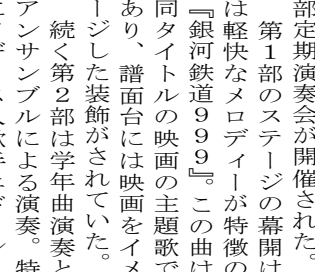 部定期演奏会が開催された。
第１部のステージの幕開け
は軽快なメロディーが特徴の
『銀河鉄道９９９』。この曲は
同タイトルの映画の主題歌で
あり、譜面台には映画をイメ
ージした装飾がされていた。
続く第２部は学年曲演奏と
アンサンブルによる演奏。特